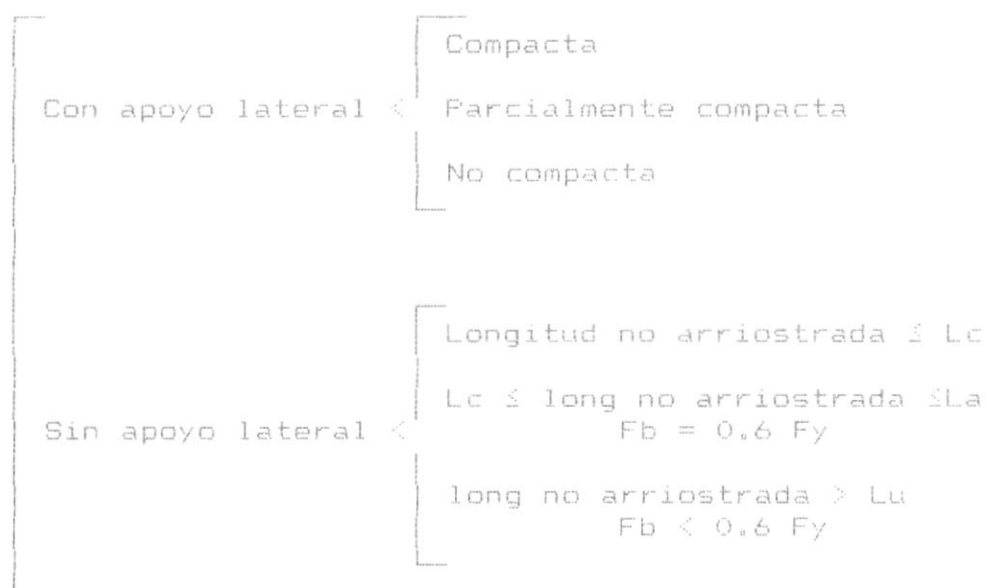 Compacta
Con apoyo lateral < Parcialmente compacta
No compacta
Longitud no arriostrada ≤ Lc
Lc ≤ long no arriostrada ≤La
Sin apoyo lateral < Fb = 0.6 Fy
long no arriostrada > Lu
Fb < 0.6 Fy